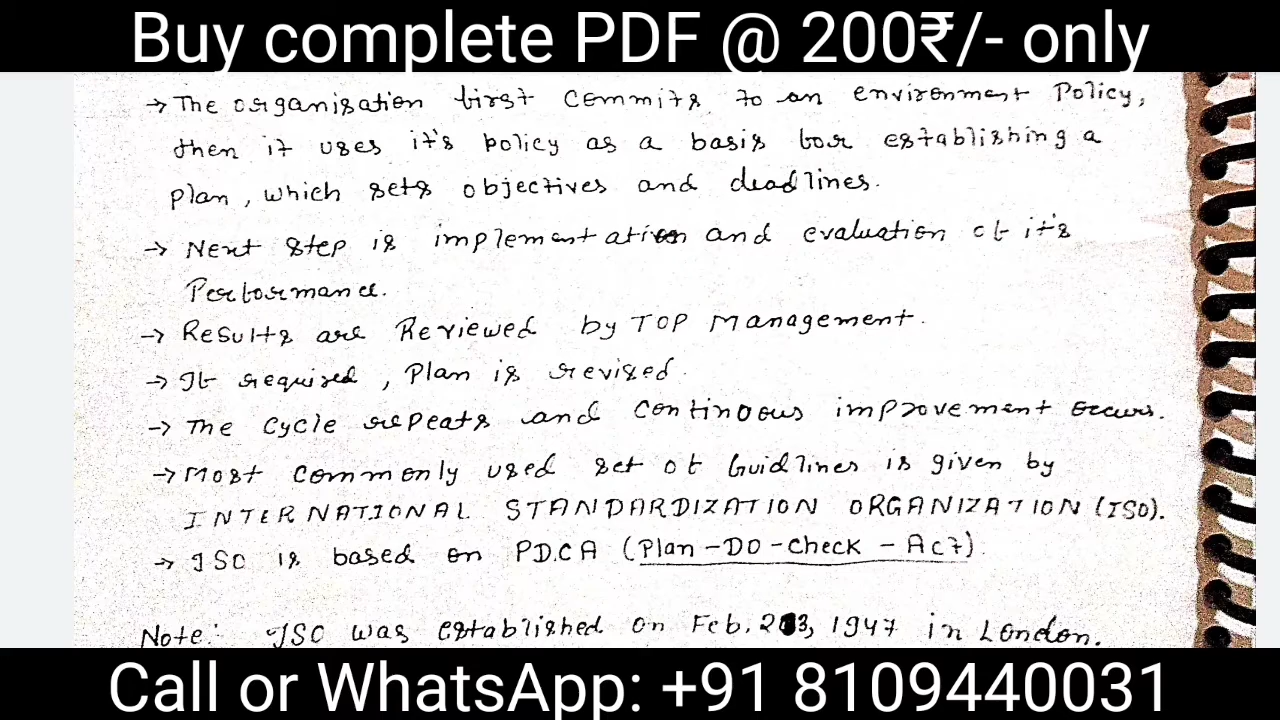 Buy complete PDF @ 200₹/- only
→ The organisation first commits to an environment Policy,
then it uses it's policy as a basis for establishing a
plan, which sets objectives and deadlines.
→ Next step is implementation and evaluation of it's
Performance.
→ Results are Reviewed by TOP Management.
→ If required, Plan is revised.
→ The cycle repeats and continuous improvement occurs.
→ Most commonly used set of Guidlines is given by
INTERNATIONAL STANDARDIZATION ORGANIZATION (ISO).
→ ISO is based on P.D.C.A (Plan-Do-Check-Act).
Note: ISO was established on Feb. 23, 1947 in London.
Call or WhatsApp: +91 8109440031